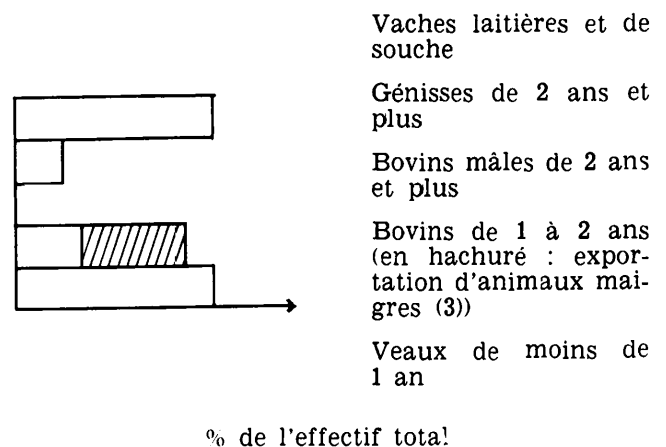 Vaches laitières et de
souche
Génisses de 2 ans et
plus
Bovins mâles de 2 ans
et plus
Bovins de 1 à 2 ans
(en hachuré : expor-
tation d'animaux mai-
gres (3))
Veaux de moins de
1 an
% de l'effectif total